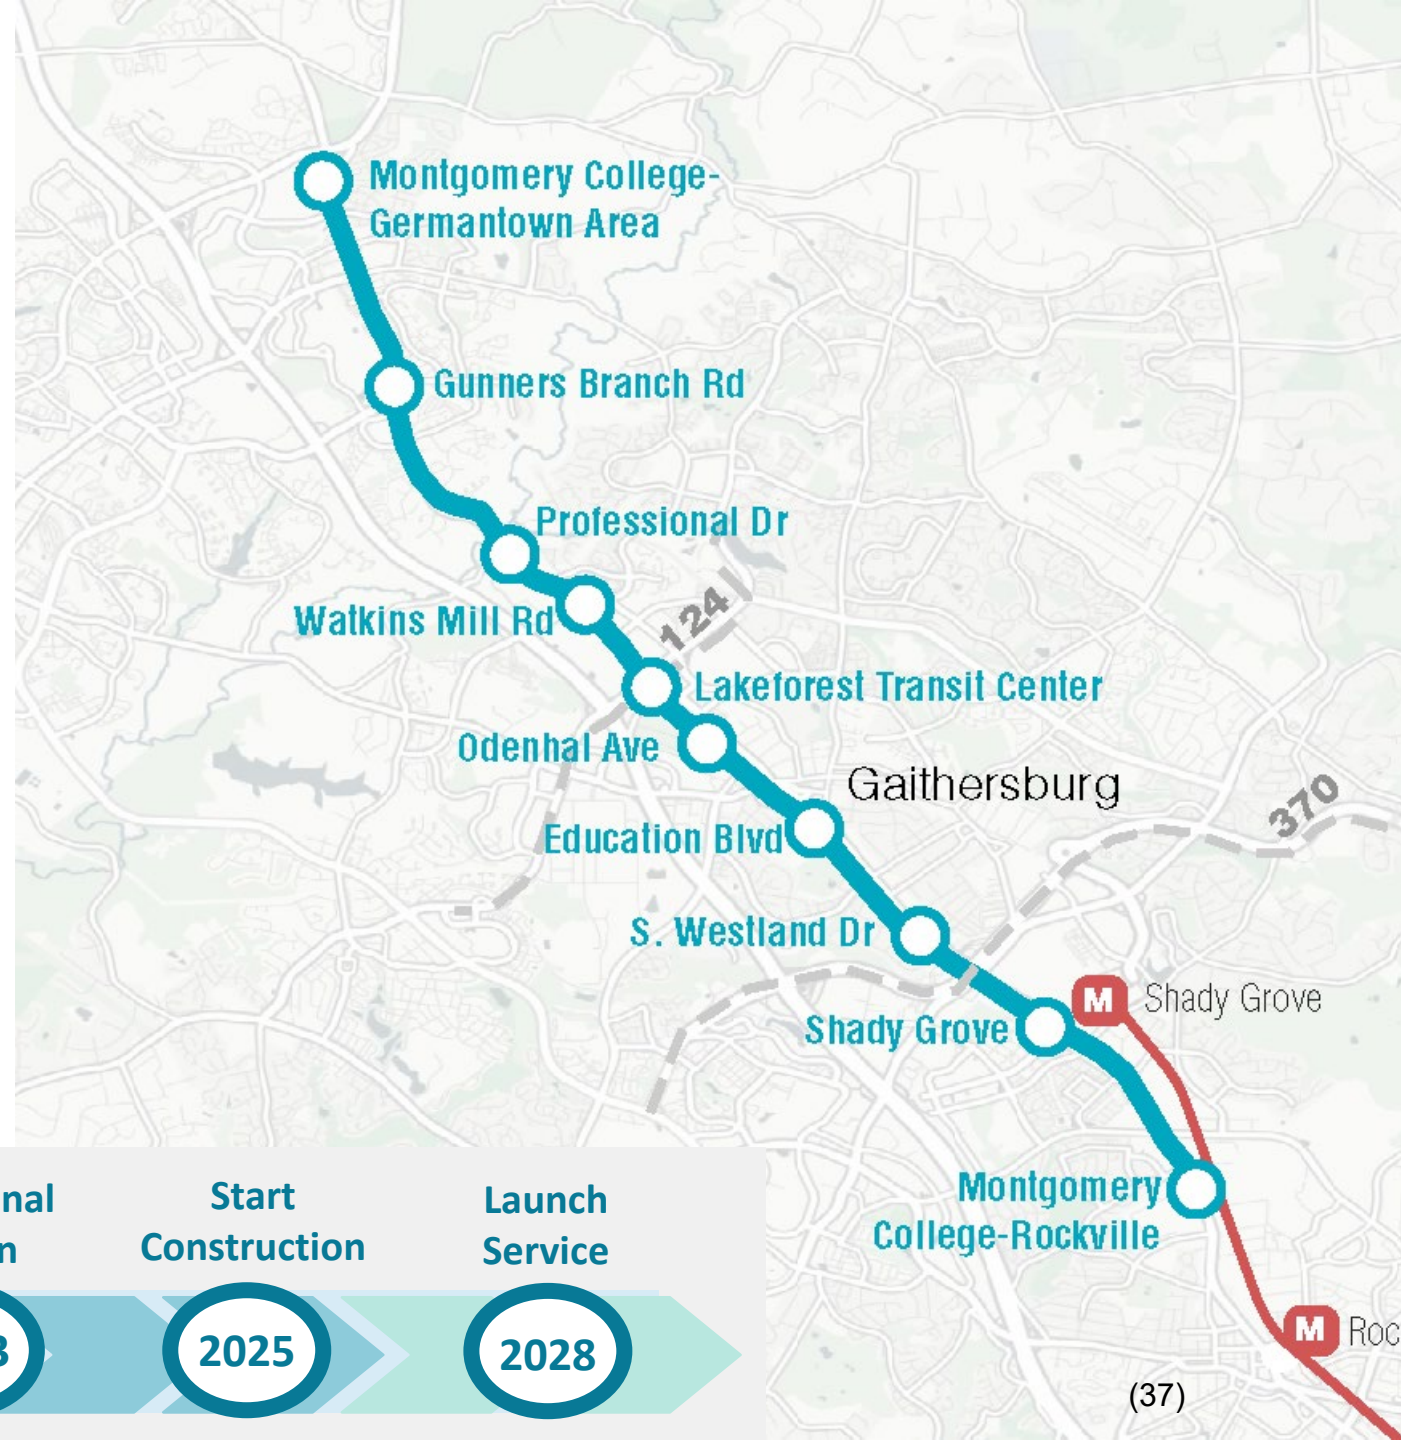 Montgomery College-
Germantown Area
Gunners Branch Rd
Professional Dr
Watkins Mill Rd
124
Lakeforest Transit Center
Odenhal Ave
Gaithersburg
370
Education Blvd
S. Westland Dr
M Shady Grove
Shady Grove
Montgomery
College-Rockville
M Roc
nal
n
Start
Construction
Launch
Service
3
2025
2028
(37)